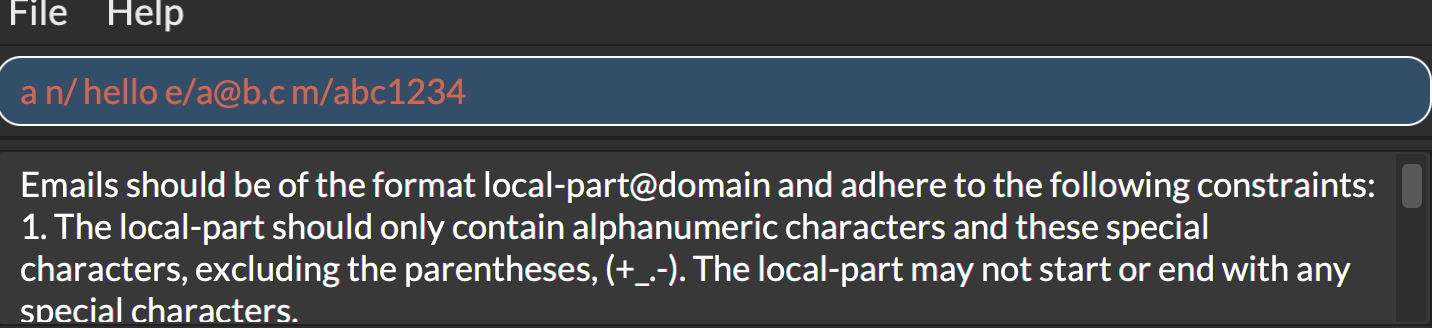 File Help
a n/ hello e/a@b.c m/abc1234
Emails should be of the format local-part@domain and adhere to the following constraints:
1. The local-part should only contain alphanumeric characters and these special
characters, excluding the parentheses, (+_.-). The local-part may not start or end with any
special characters.